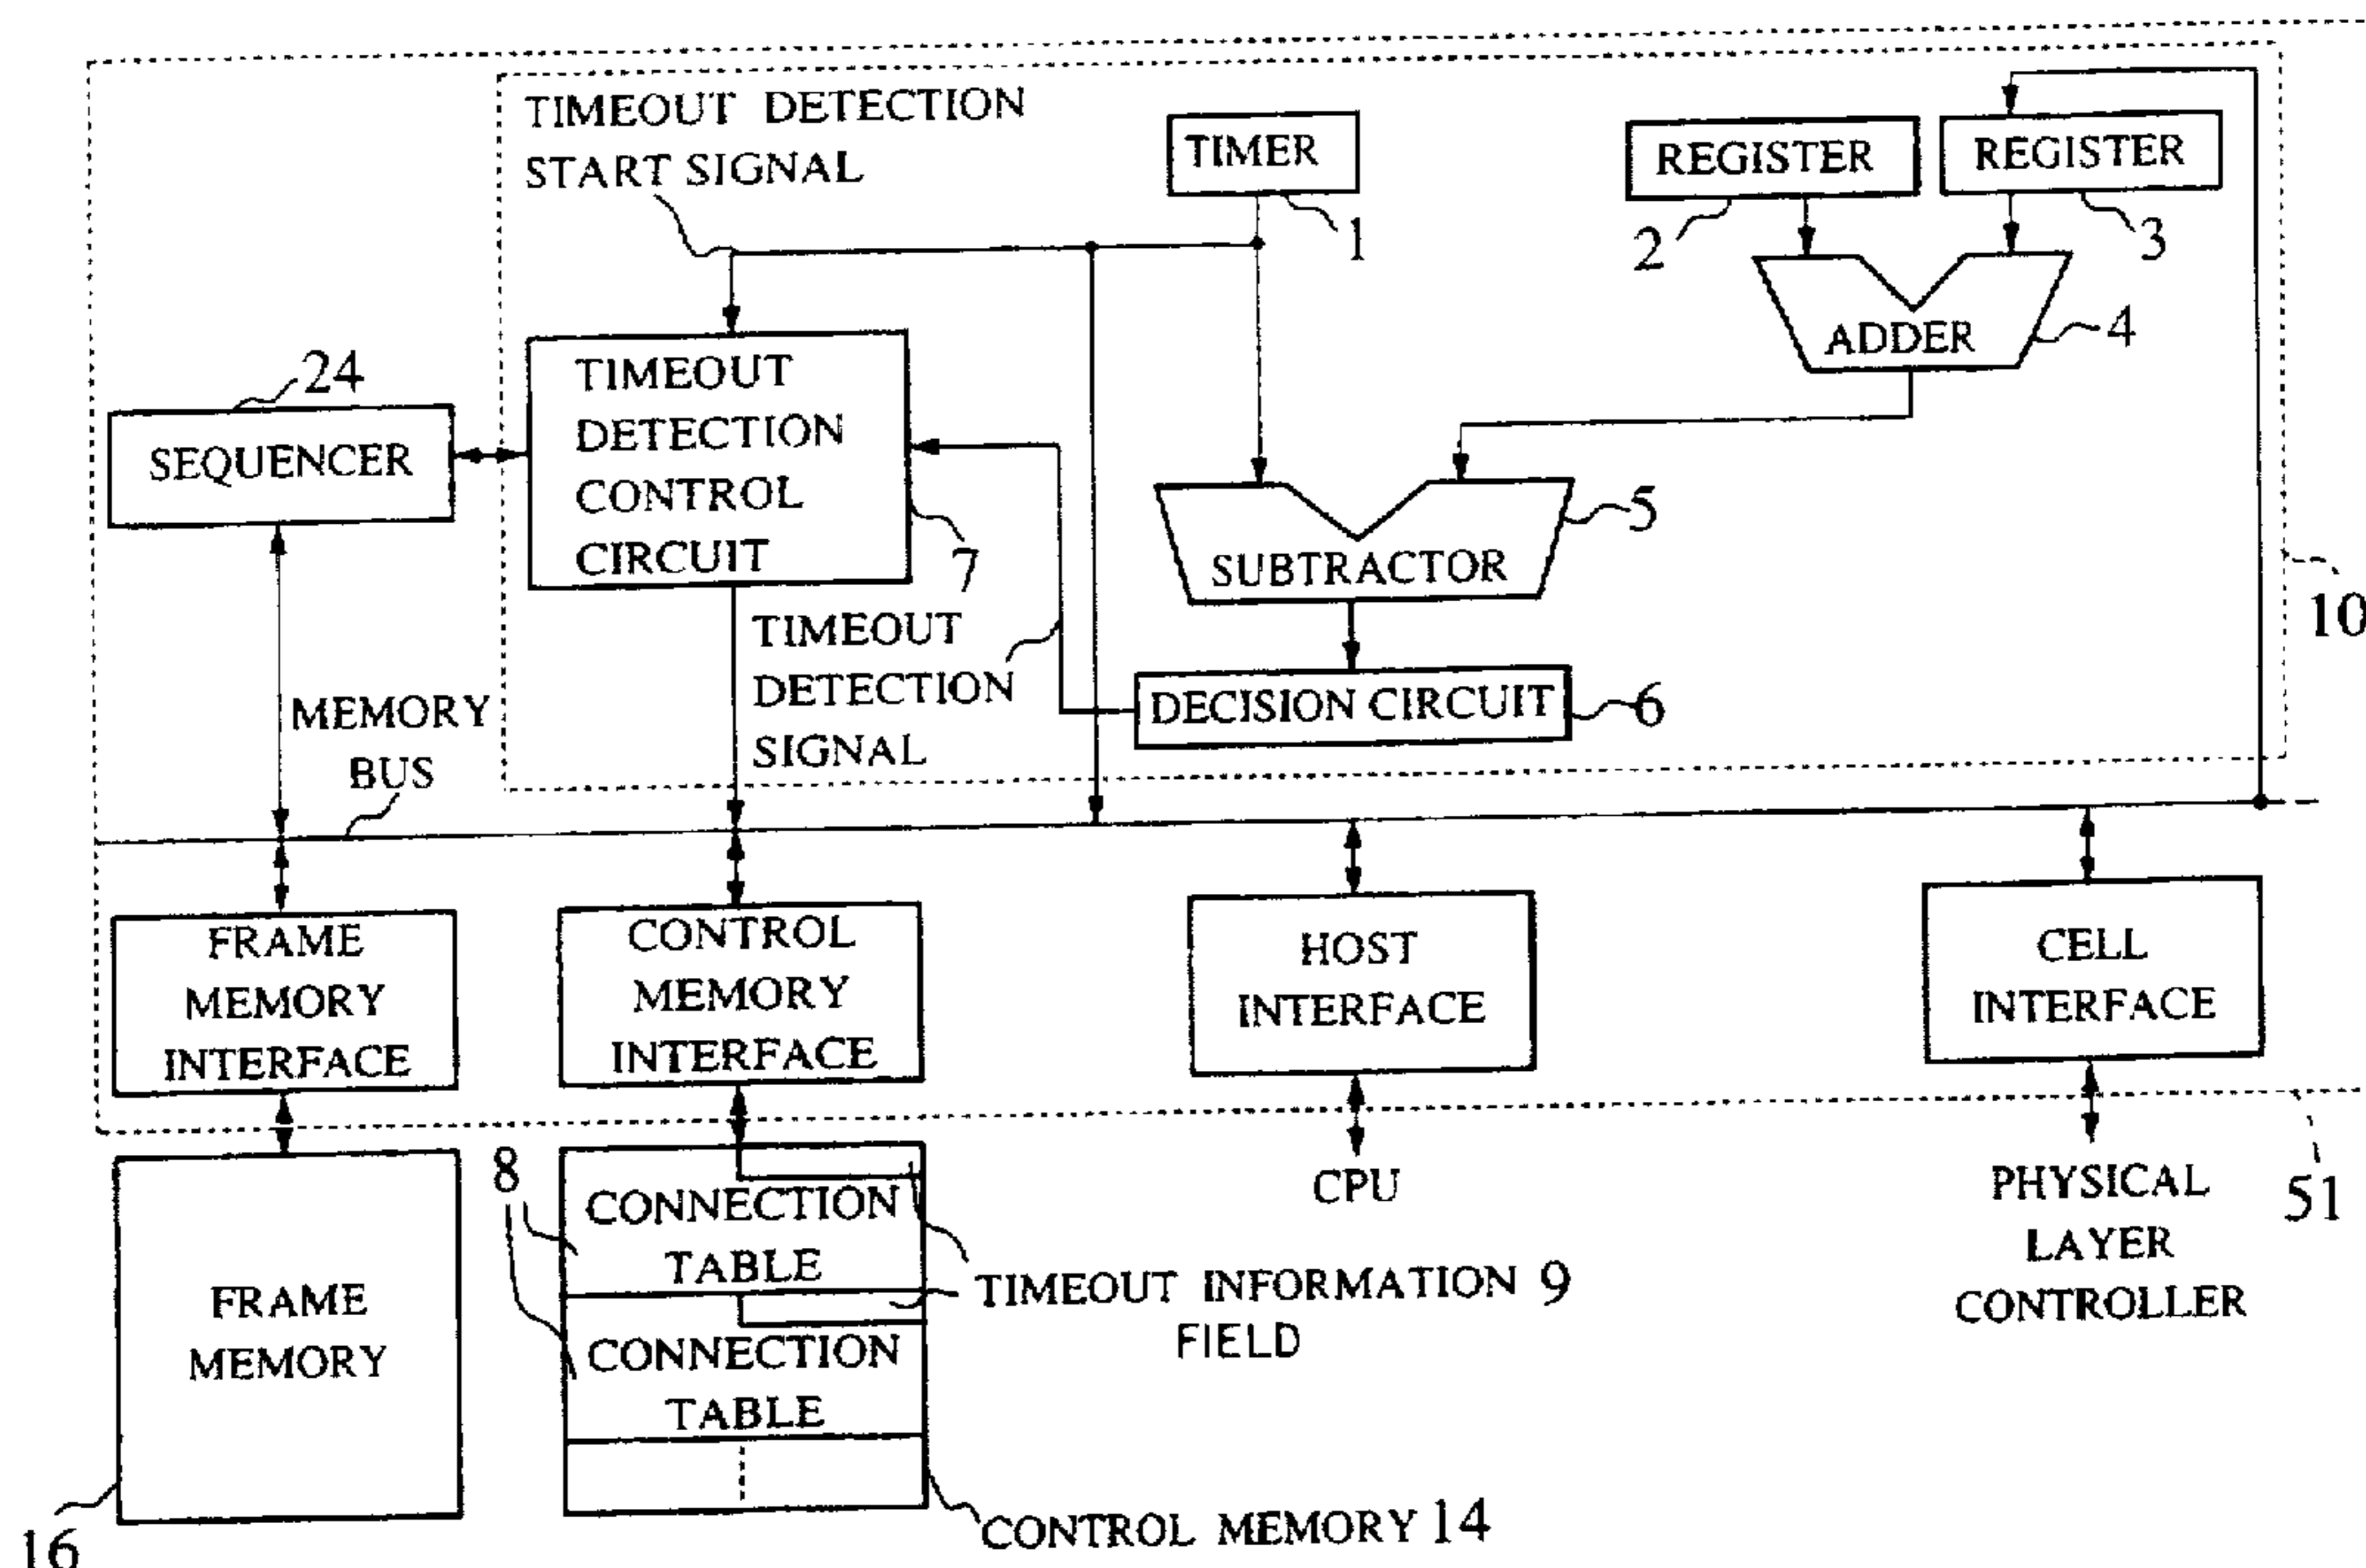 TIMEOUT DETECTION
START SIGNAL
TIMER
1
REGISTER
2
REGISTER
3
ADDER
4
24
SEQUENCER
TIMEOUT
DETECTION
CONTROL
CIRCUIT
7
SUBTRACTOR
5
10
TIMEOUT
DETECTION
SIGNAL
DECISION CIRCUIT
6
MEMORY
BUS
FRAME
MEMORY
INTERFACE
CONTROL
MEMORY
INTERFACE
HOST
INTERFACE
CELL
INTERFACE
8
CONNECTION
TABLE
CONNECTION
TABLE
CPU
PHYSICAL
LAYER
CONTROLLER
51
TIMEOUT INFORMATION 9
FIELD
FRAME
MEMORY
16
CONTROL MEMORY 14